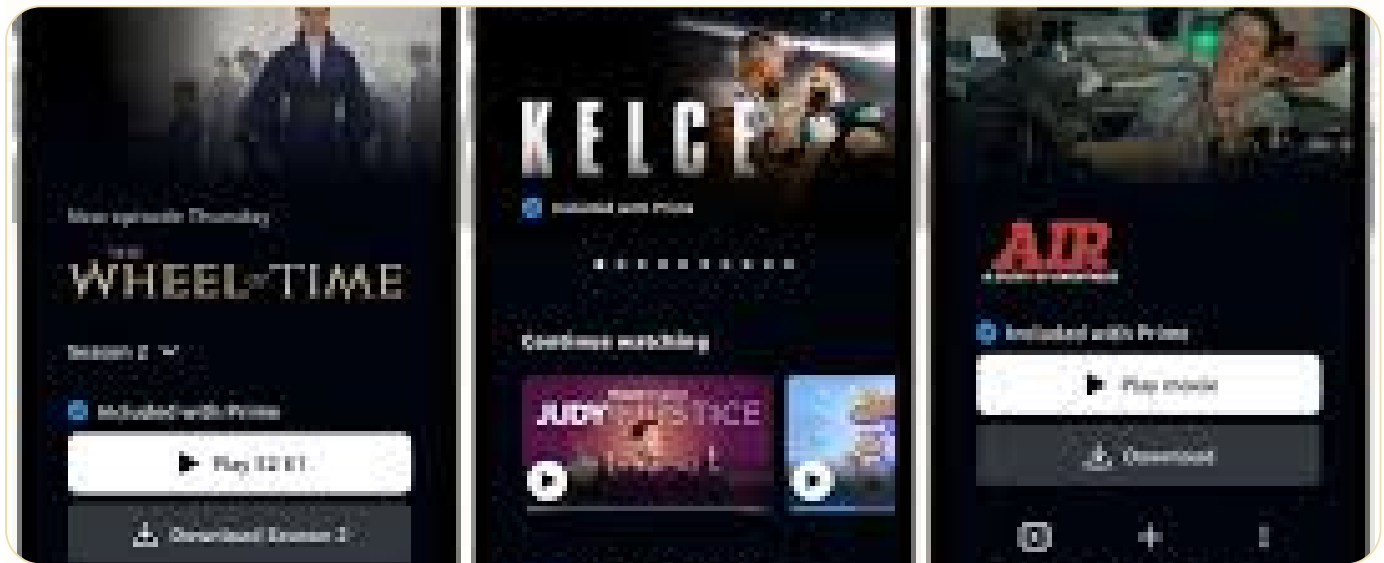 New episode Thursday
THE
WHEEL OF TIME
Season 2
Included with Prime
Play S2 E1
Download Season 2
KELCE
Included with Prime
Continue watching
JUDY JUSTICE
AIR
Included with Prime
Play movie
Download